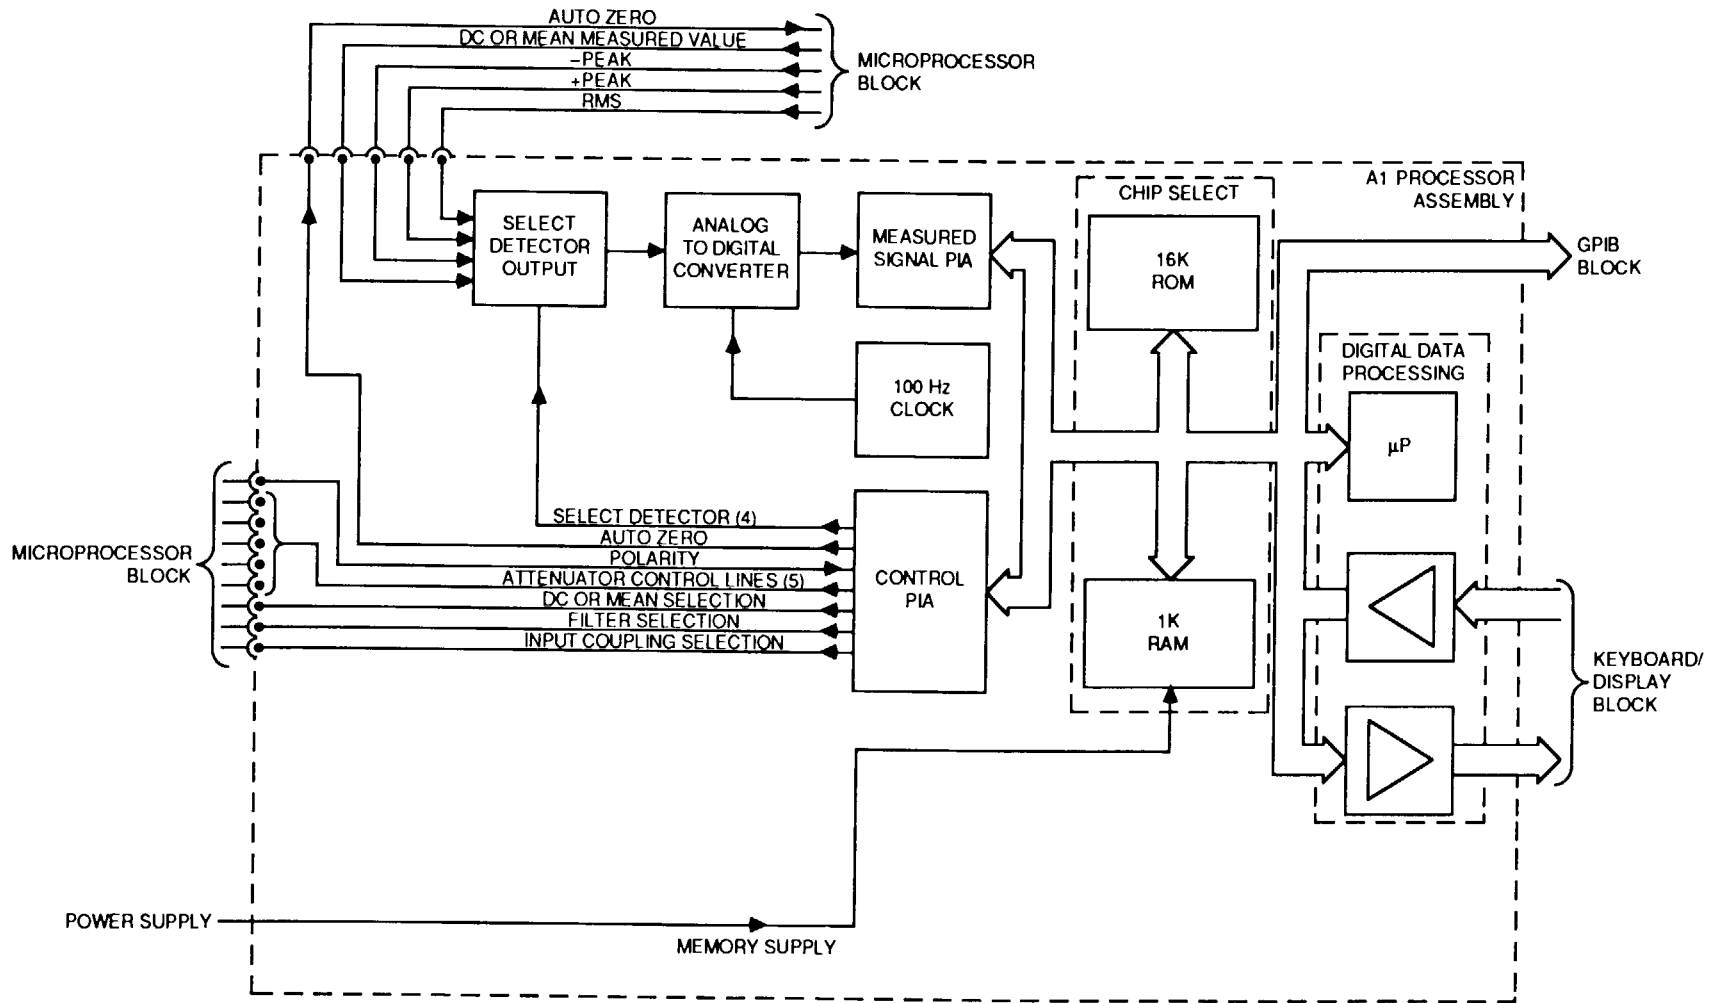 AUTO ZERO
DC OR MEAN MEASURED VALUE
–PEAK
+PEAK
RMS
MICROPROCESSOR
BLOCK
A1 PROCESSOR
ASSEMBLY
CHIP SELECT
SELECT
DETECTOR
OUTPUT
ANALOG
TO DIGITAL
CONVERTER
MEASURED
SIGNAL PIA
16K
ROM
GPIB
BLOCK
DIGITAL DATA
PROCESSING
100 Hz
CLOCK
µP
MICROPROCESSOR
BLOCK
SELECT DETECTOR (4)
AUTO ZERO
POLARITY
ATTENUATOR CONTROL LINES (5)
DC OR MEAN SELECTION
FILTER SELECTION
INPUT COUPLING SELECTION
CONTROL
PIA
1K
RAM
KEYBOARD/
DISPLAY
BLOCK
POWER SUPPLY
MEMORY SUPPLY